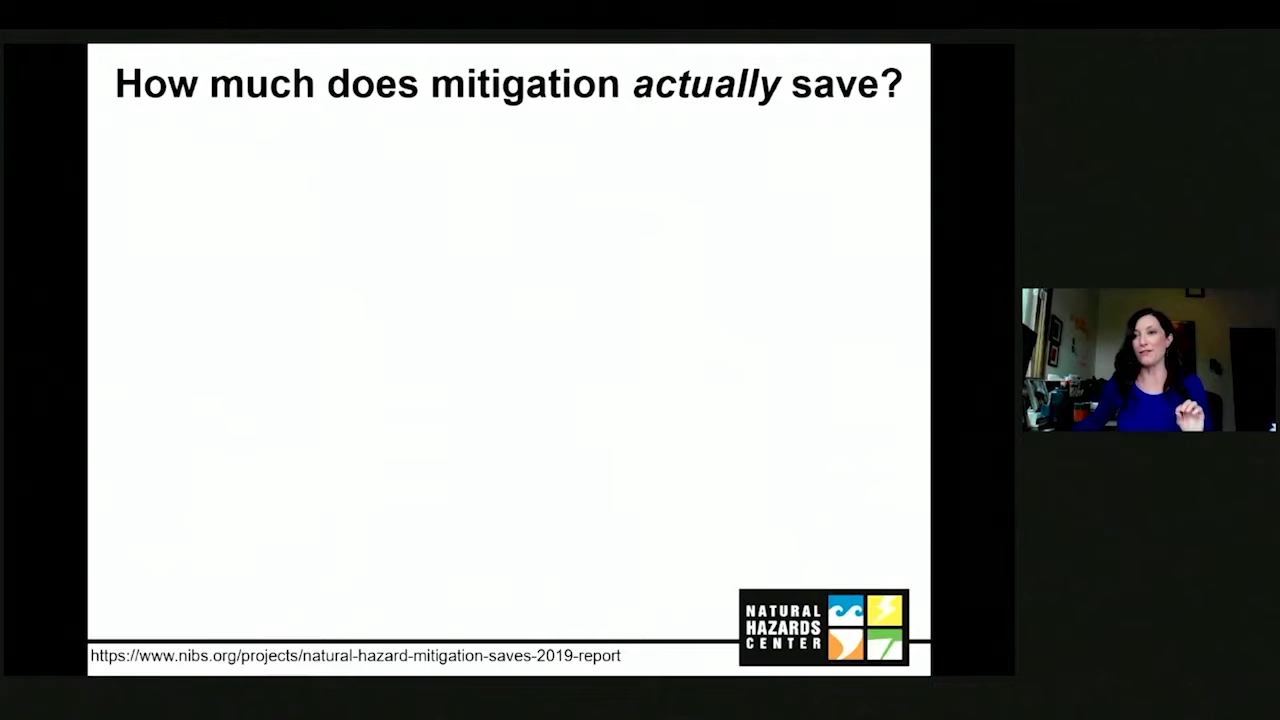 How much does mitigation actually save?
NATURAL
HAZARDS
CENTER
https://www.nibs.org/projects/natural-hazard-mitigation-saves-2019-report